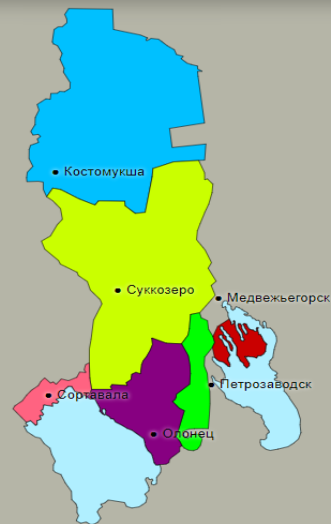 Костомукша
Суккозеро
Медвежьегорск
Петрозаводск
Сортавала
Олонец